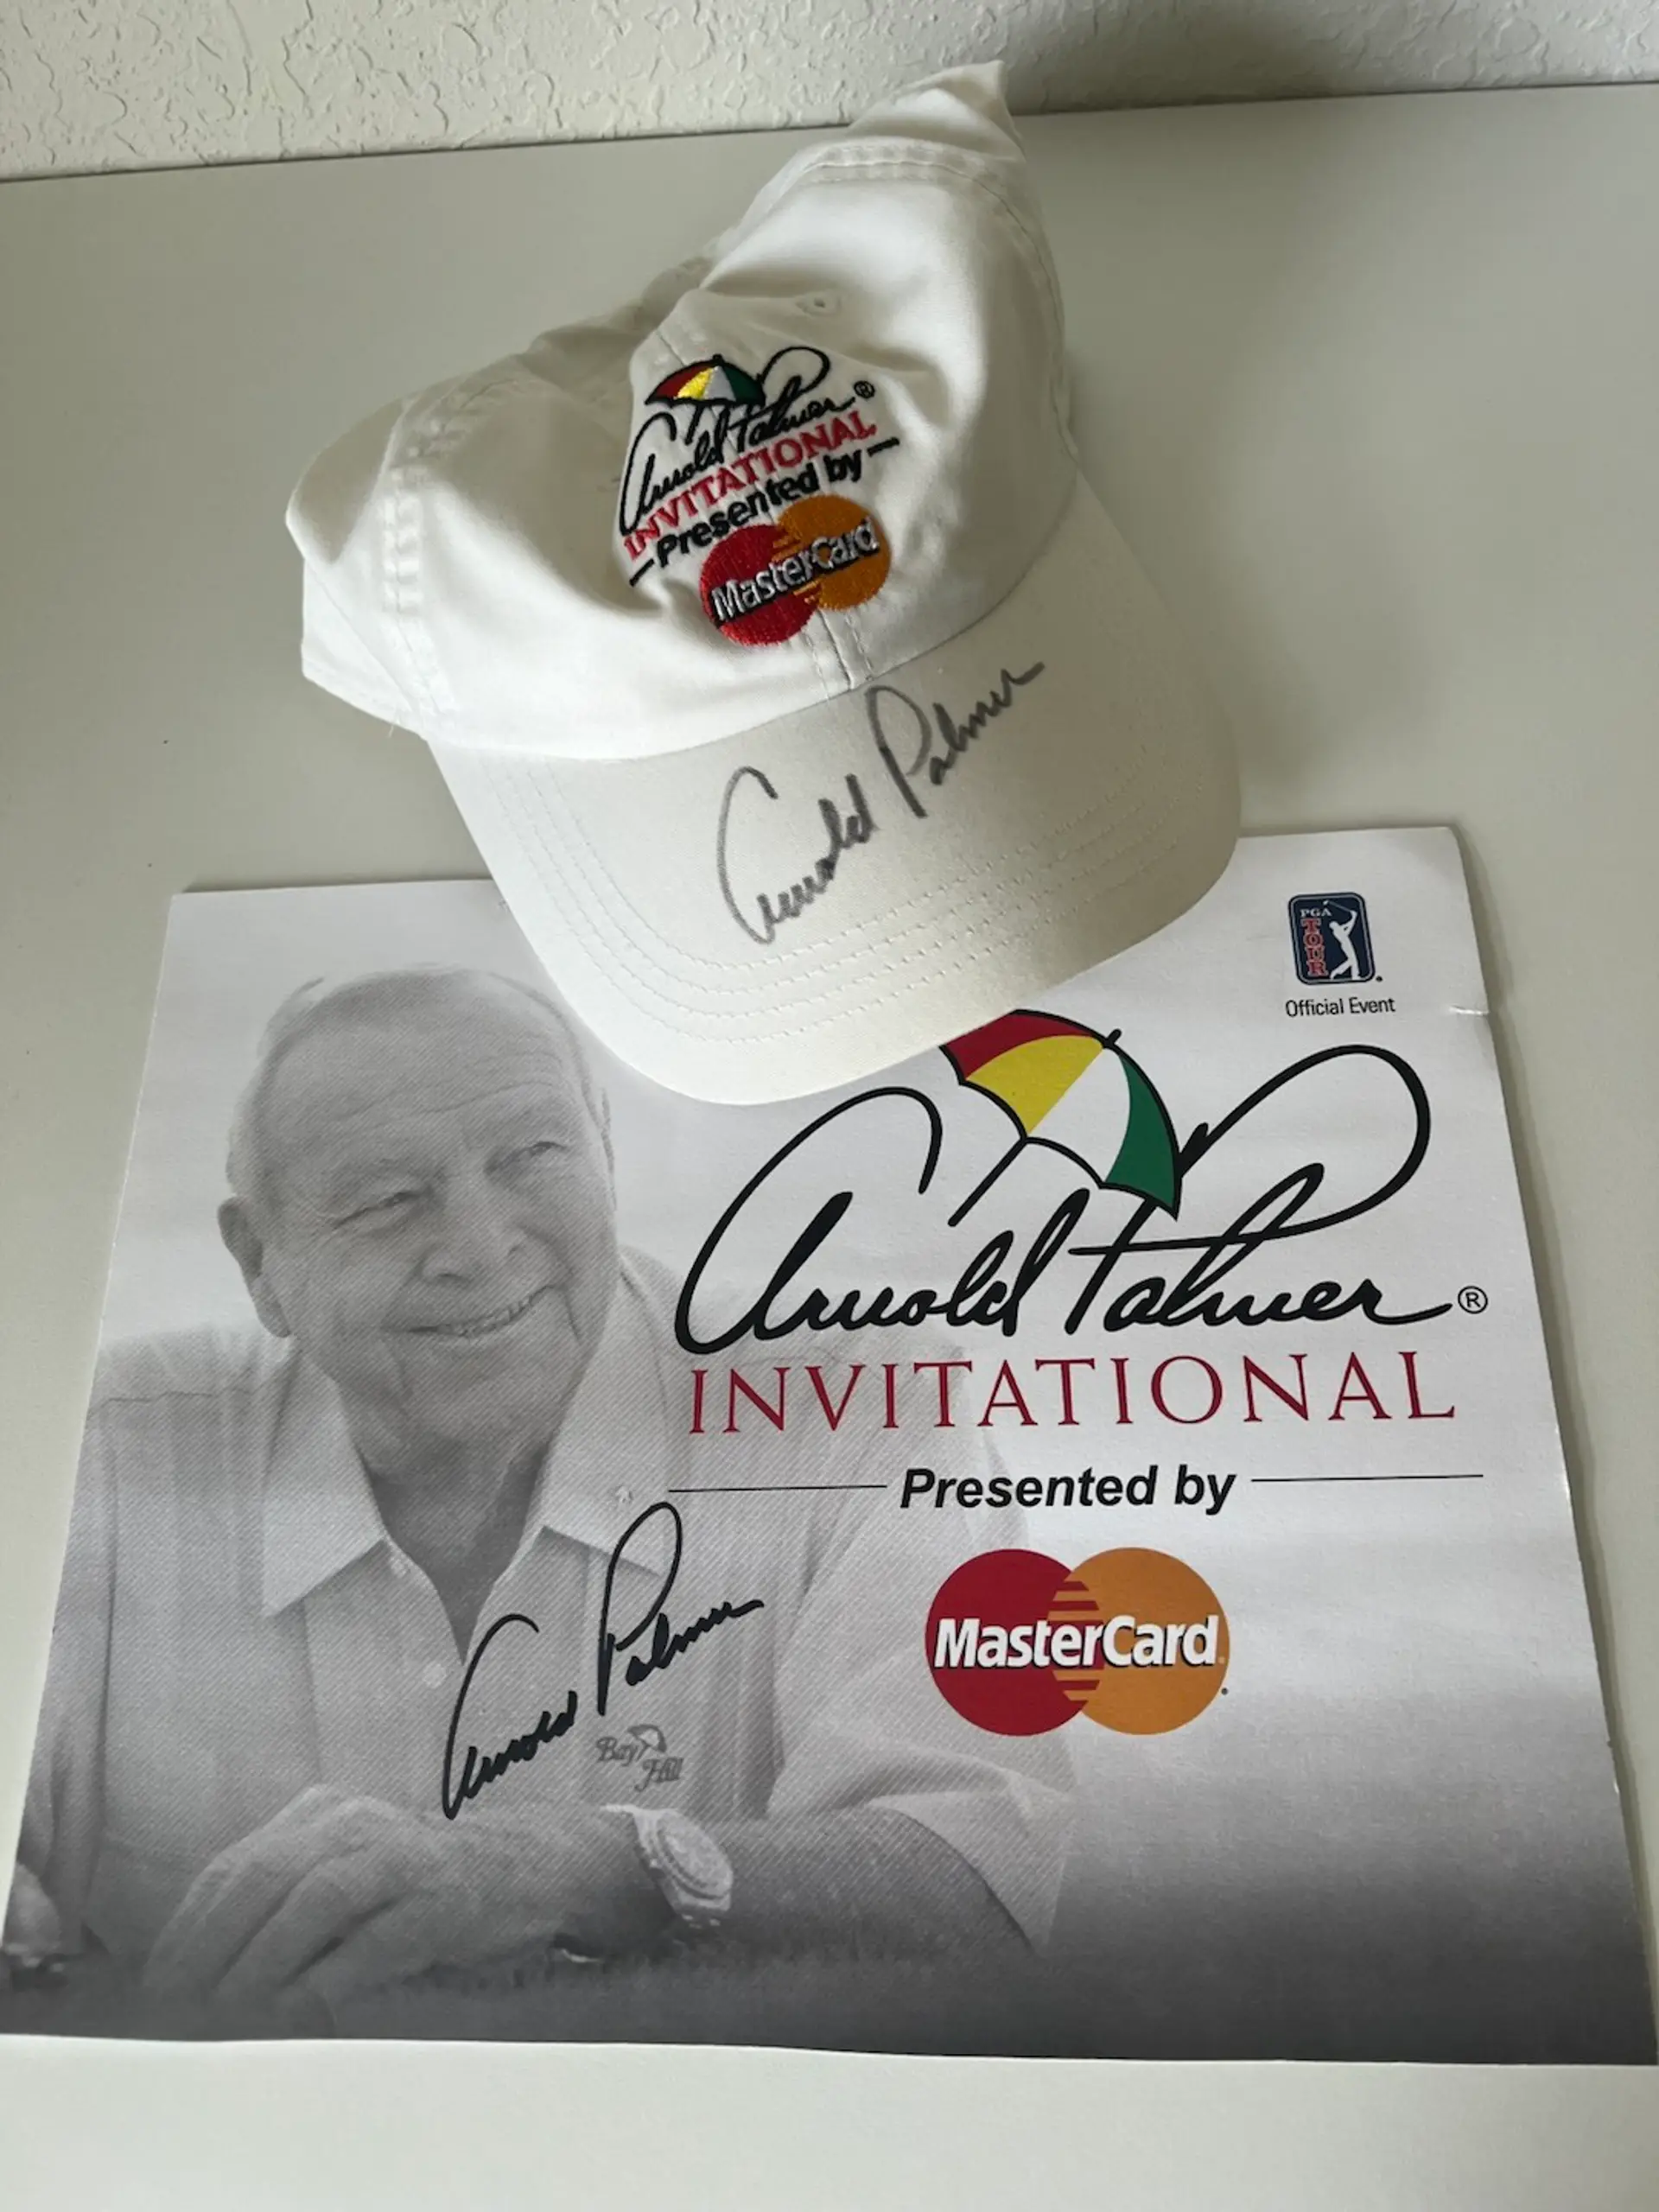 Arnold Palmer®
INVITATIONAL
Presented by
MasterCard
Arnold Palmer
PGA
TOUR
Official Event
Arnold Palmer®
INVITATIONAL
Presented by
MasterCard
Arnold Palmer
Bay Hill